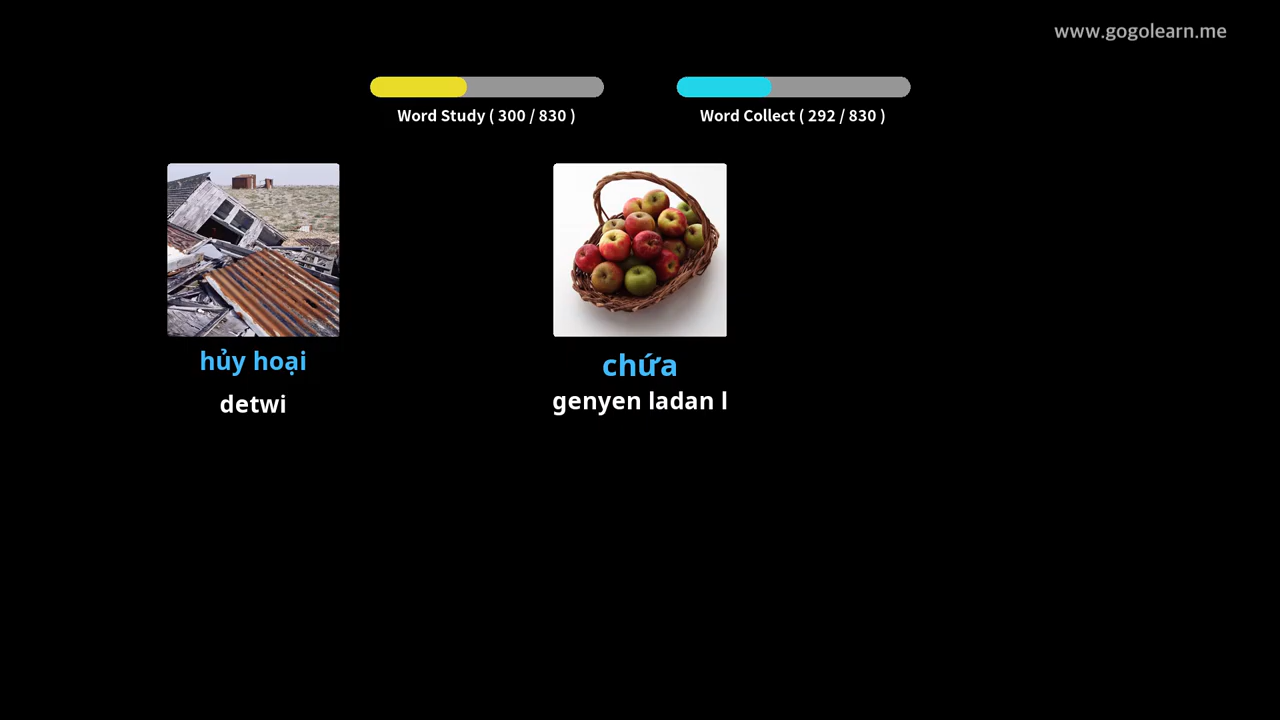 www.gogolearn.me
Word Study ( 300 / 830 )
Word Collect ( 292 / 830 )
hủy hoại
detwi
chứa
genyen ladan l